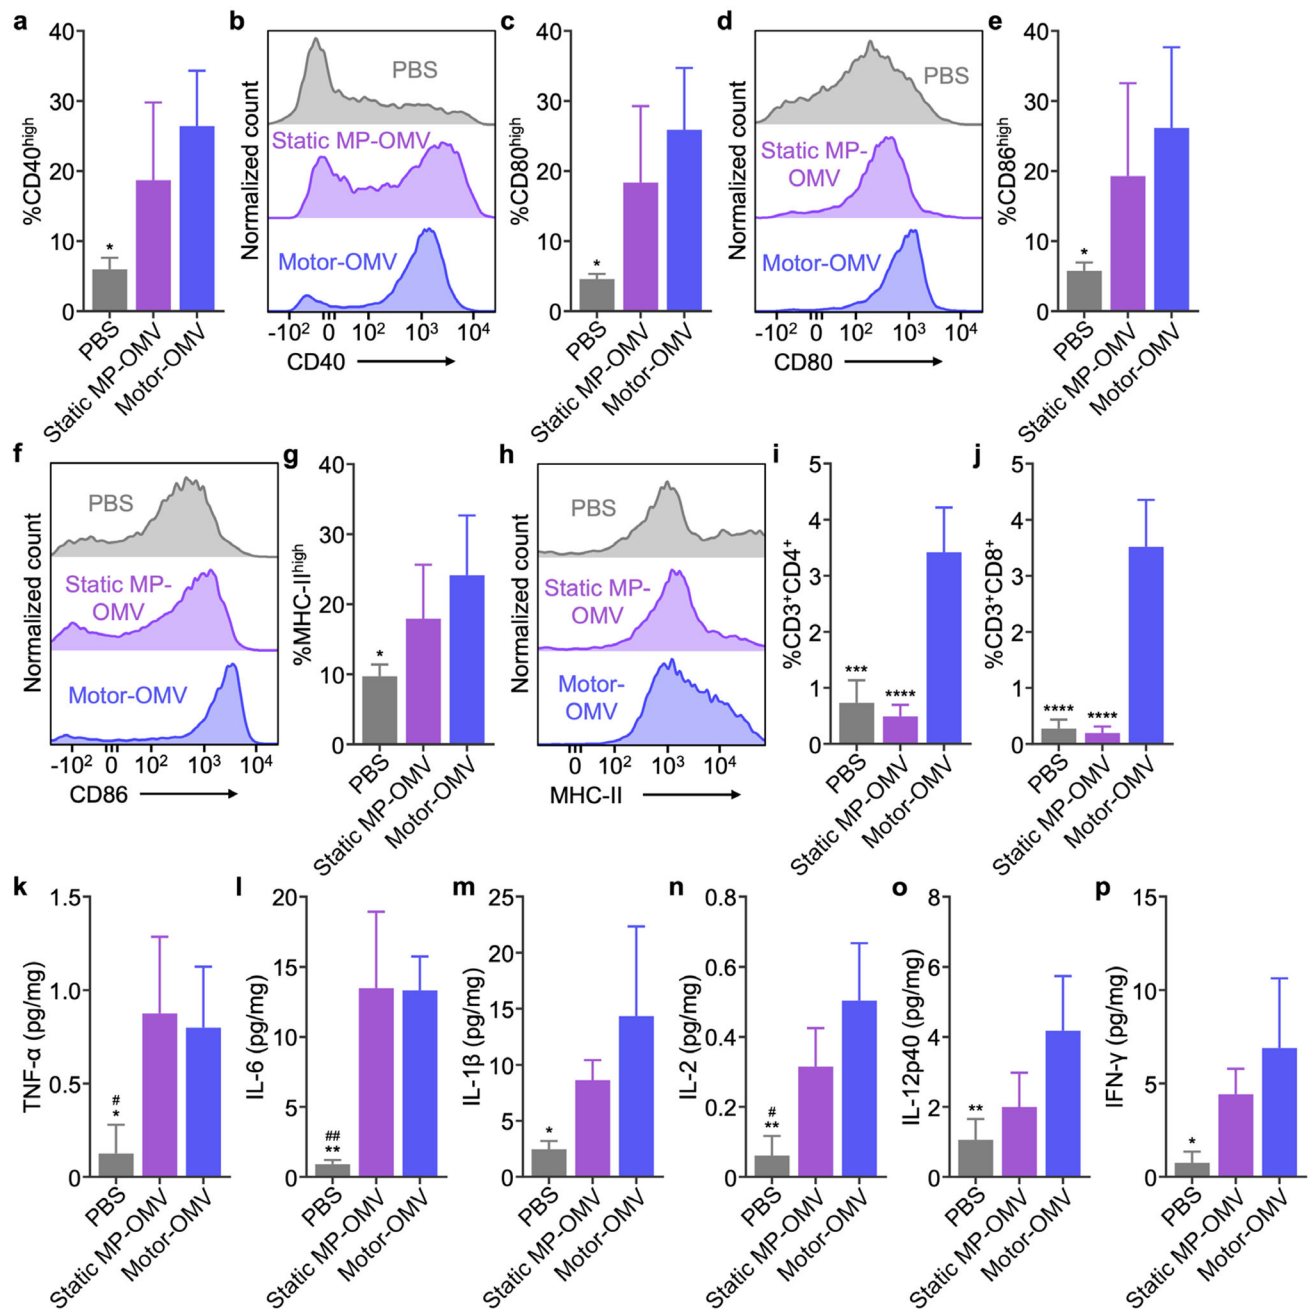 a
%CD40high
40
30
20
10
0
*
PBS
Static MP-OMV
Motor-OMV
b
Normalized count
PBS
Static MP-OMV
Motor-OMV
-10² 0 10² 10³ 10⁴
CD40
c
%CD80high
40
30
20
10
0
*
PBS
Static MP-OMV
Motor-OMV
d
Normalized count
PBS
Static MP-
OMV
Motor-OMV
-10² 0 10² 10³ 10⁴
CD80
e
%CD86high
40
30
20
10
0
*
PBS
Static MP-OMV
Motor-OMV
f
Normalized count
PBS
Static MP-
OMV
Motor-OMV
-10² 0 10² 10³ 10⁴
CD86
g
%MHC-IIhigh
40
30
20
10
0
*
PBS
Static MP-OMV
Motor-OMV
h
Normalized count
PBS
Static MP-
OMV
Motor-
OMV
0 10² 10³ 10⁴
MHC-II
i
%CD3⁺CD4⁺
5
4
3
2
1
0
***
****
PBS
Static MP-OMV
Motor-OMV
j
%CD3⁺CD8⁺
5
4
3
2
1
0
****
****
PBS
Static MP-OMV
Motor-OMV
k
TNF-α (pg/mg)
1.5
1.0
0.5
0
#
*
PBS
Static MP-OMV
Motor-OMV
l
IL-6 (pg/mg)
20
15
10
5
0
##
**
PBS
Static MP-OMV
Motor-OMV
m
IL-1β (pg/mg)
25
20
15
10
5
0
*
PBS
Static MP-OMV
Motor-OMV
n
IL-2 (pg/mg)
0.8
0.6
0.4
0.2
0
#
**
PBS
Static MP-OMV
Motor-OMV
o
IL-12p40 (pg/mg)
8
6
4
2
0
**
PBS
Static MP-OMV
Motor-OMV
p
IFN-γ (pg/mg)
15
10
5
0
*
PBS
Static MP-OMV
Motor-OMV